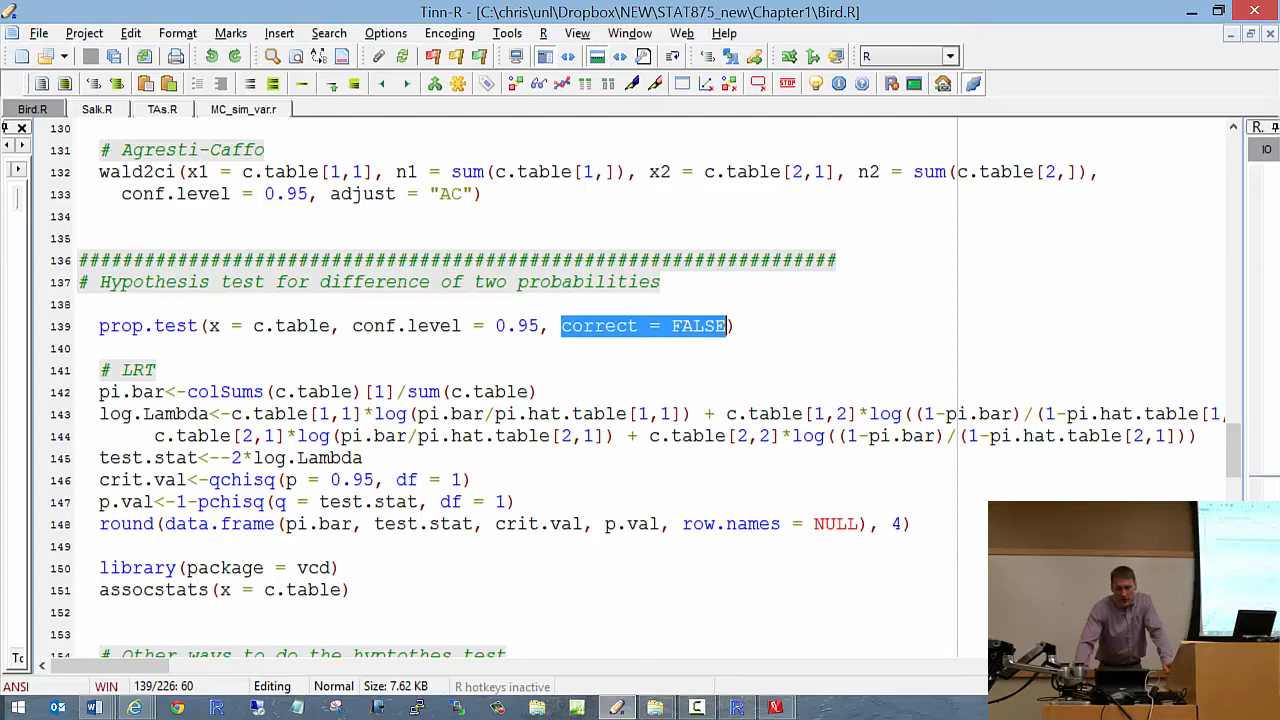 Tinn-R - [C:\chris\unl\Dropbox\NEW\STAT875_new\Chapter1\Bird.R]
File Project Edit Format Marks Insert Search Options Encoding Tools R View Window Web Help
R
Bird.R Salk.R TAs.R MC_sim_var.r
R.
IO
130
131 # Agresti-Caffo
132 wald2ci(x1 = c.table[1,1], n1 = sum(c.table[1,]), x2 = c.table[2,1], n2 = sum(c.table[2,]),
133 conf.level = 0.95, adjust = "AC")
134
135
136 #####################################################################
137 # Hypothesis test for difference of two probabilities
138
139 prop.test(x = c.table, conf.level = 0.95, correct = FALSE)
140
141 # LRT
142 pi.bar<-colSums(c.table)[1]/sum(c.table)
143 log.Lambda<-c.table[1,1]*log(pi.bar/pi.hat.table[1,1]) + c.table[1,2]*log((1-pi.bar)/(1-pi.hat.table[1,
144 c.table[2,1]*log(pi.bar/pi.hat.table[2,1]) + c.table[2,2]*log((1-pi.bar)/(1-pi.hat.table[2,1]))
145 test.stat<--2*log.Lambda
146 crit.val<-qchisq(p = 0.95, df = 1)
147 p.val<-1-pchisq(q = test.stat, df = 1)
148 round(data.frame(pi.bar, test.stat, crit.val, p.val, row.names = NULL), 4)
149
150 library(package = vcd)
151 assocstats(x = c.table)
152
153
154 # Other ways to do the hyptothes test
To
ANSI WIN 139/226: 60 Editing Normal Size: 7.62 KB R hotkeys inactive